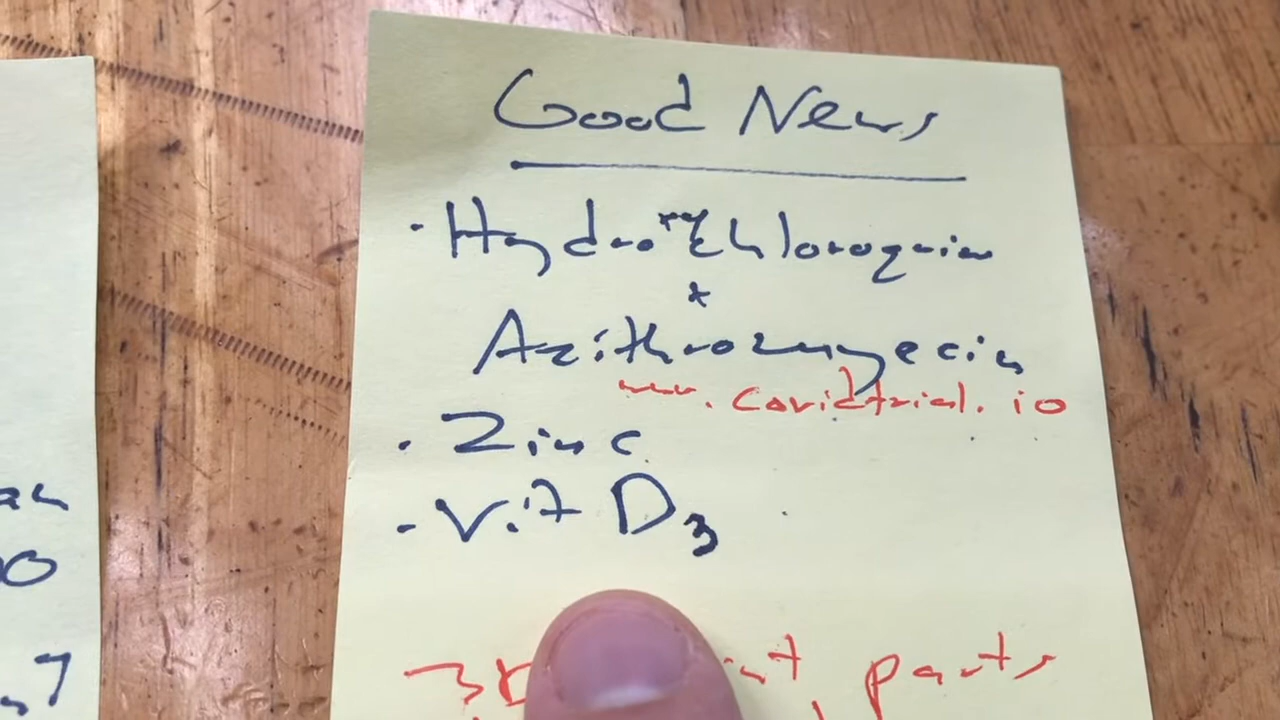 Good News
· Hydroxychloroquin
+
Azithromycin
www.covidtrial.io
· Zinc
· Vit D3
parts